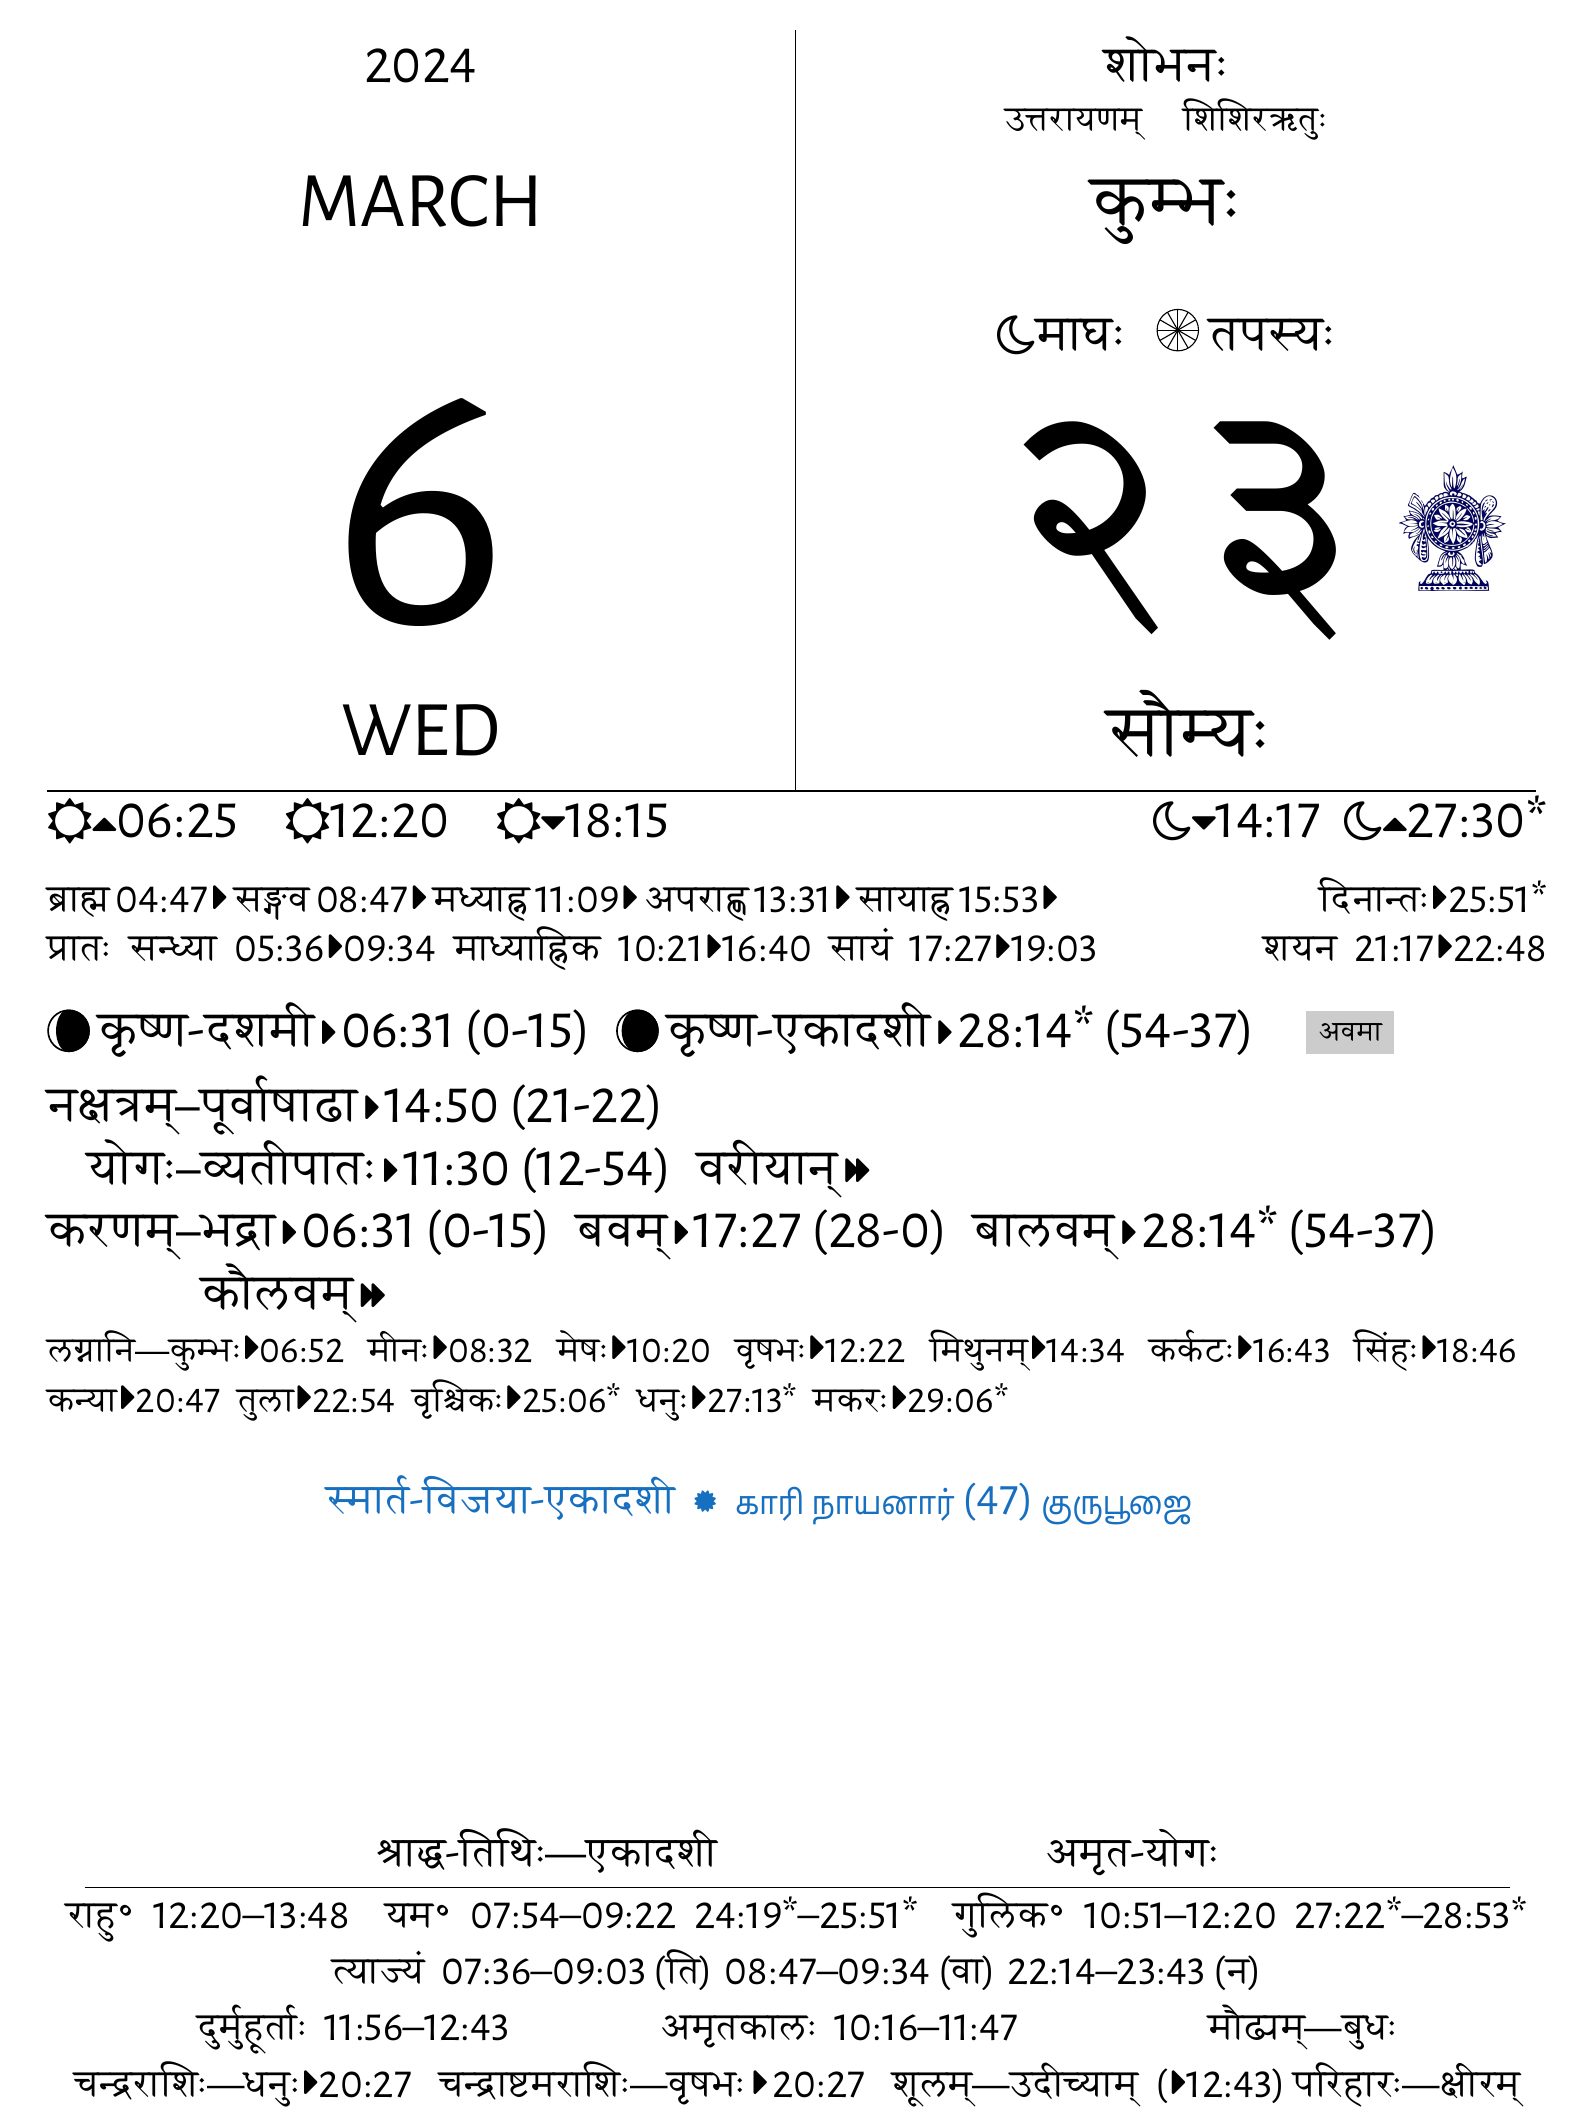 2024
MARCH
6
WED
शोभनः
उत्तरायणम् शिशिरऋतुः
कुम्भः
माघः तपस्यः
२३
सौम्यः
06:25 12:20 18:15 14:17 27:30*
ब्राह्म 04:47 सङ्गव 08:47 मध्याह्न 11:09 अपराह्ण 13:31 सायाह्न 15:53 दिनान्तः 25:51*
प्रातः सन्ध्या 05:36 09:34 माध्याह्निक 10:21 16:40 सायं 17:27 19:03 शयन 21:17 22:48
कृष्ण-दशमी 06:31 (0-15) कृष्ण-एकादशी 28:14* (54-37) अवमा
नक्षत्रम्–पूर्वाषाढा 14:50 (21-22)
योगः–व्यतीपातः 11:30 (12-54) वरीयान्
करणम्–भद्रा 06:31 (0-15) बवम् 17:27 (28-0) बालवम् 28:14* (54-37)
कौलवम्
लग्नानि—कुम्भः 06:52 मीनः 08:32 मेषः 10:20 वृषभः 12:22 मिथुनम् 14:34 कर्कटः 16:43 सिंहः 18:46
कन्या 20:47 तुला 22:54 वृश्चिकः 25:06* धनुः 27:13* मकरः 29:06*
स्मार्त-विजया-एकादशी ✹ காரி நாயனார் (47) குருபூஜை
श्राद्ध-तिथिः—एकादशी अमृत-योगः
राहु° 12:20–13:48 यम° 07:54–09:22 24:19*–25:51* गुलिक° 10:51–12:20 27:22*–28:53*
त्याज्यं 07:36–09:03 (ति) 08:47–09:34 (वा) 22:14–23:43 (न)
दुर्मुहूर्ताः 11:56–12:43 अमृतकालः 10:16–11:47 मौढ्यम्—बुधः
चन्द्रराशिः—धनुः 20:27 चन्द्राष्टमराशिः—वृषभः 20:27 शूलम्—उदीच्याम् (12:43) परिहारः—क्षीरम्